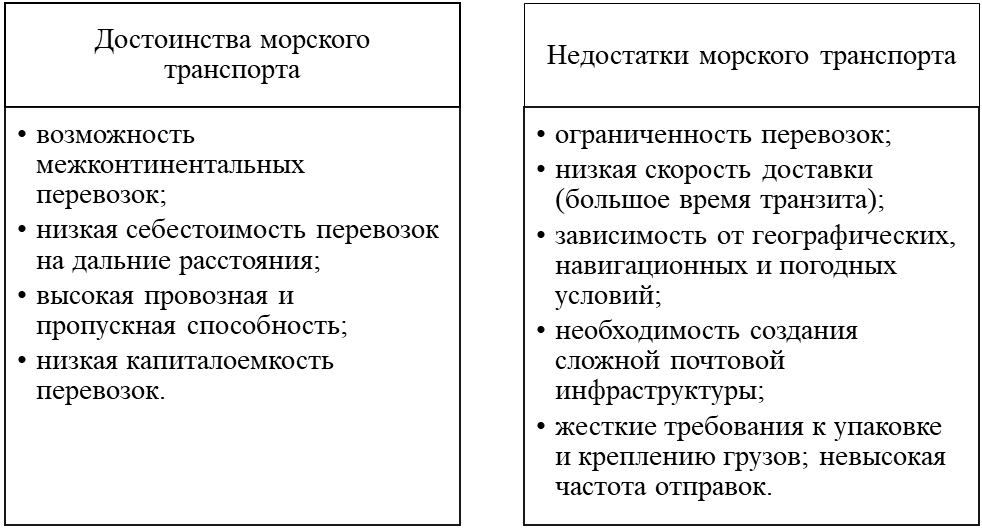 Достоинства морского
транспорта
• возможность
межконтинентальных
перевозок;
• низкая себестоимость перевозок
на дальние расстояния;
• высокая провозная и
пропускная способность;
• низкая капиталоемкость
перевозок.
Недостатки морского транспорта
• ограниченность перевозок;
• низкая скорость доставки
(большое время транзита);
• зависимость от географических,
навигационных и погодных
условий;
• необходимость создания
сложной почтовой
инфраструктуры;
• жесткие требования к упаковке
и креплению грузов; невысокая
частота отправок.